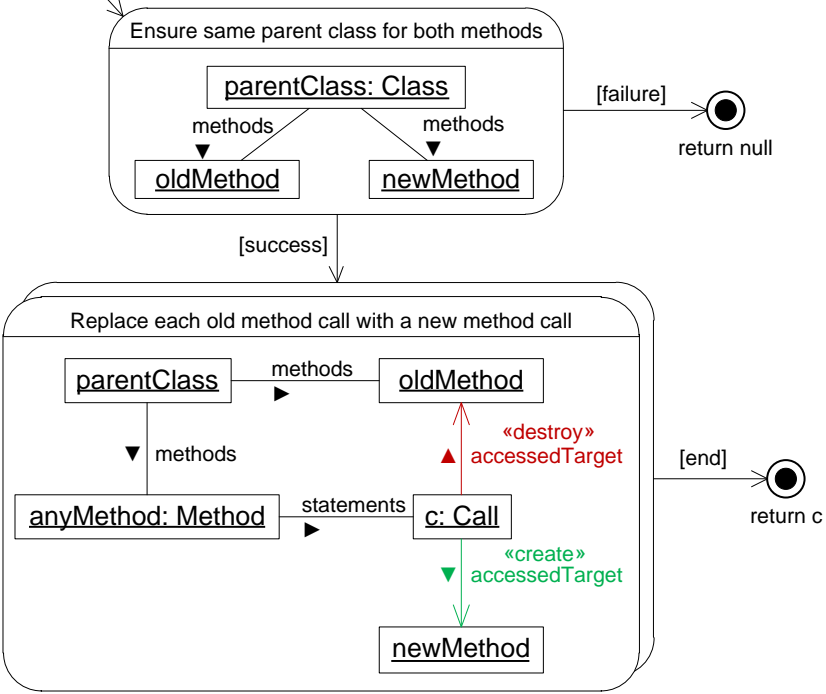 Ensure same parent class for both methods
parentClass: Class
[failure]
methods
methods
▼
▼
return null
oldMethod
newMethod
[success]
Replace each old method call with a new method call
parentClass
methods
►
oldMethod
«destroy»
▼ methods
▲ accessedTarget
[end]
anyMethod: Method
statements
►
c: Call
return c
«create»
▼ accessedTarget
newMethod